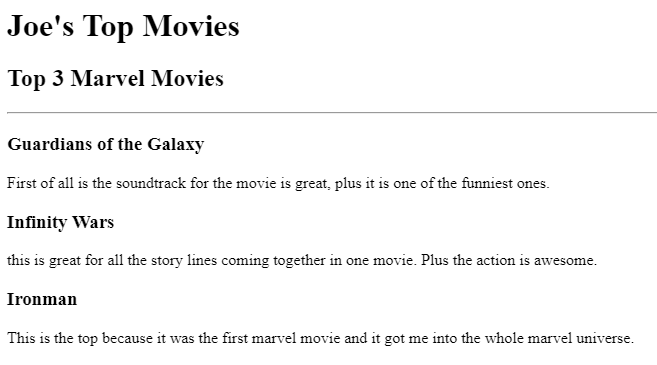 Joe's Top Movies
Top 3 Marvel Movies
Guardians of the Galaxy
First of all is the soundtrack for the movie is great, plus it is one of the funniest ones.
Infinity Wars
this is great for all the story lines coming together in one movie. Plus the action is awesome.
Ironman
This is the top because it was the first marvel movie and it got me into the whole marvel universe.